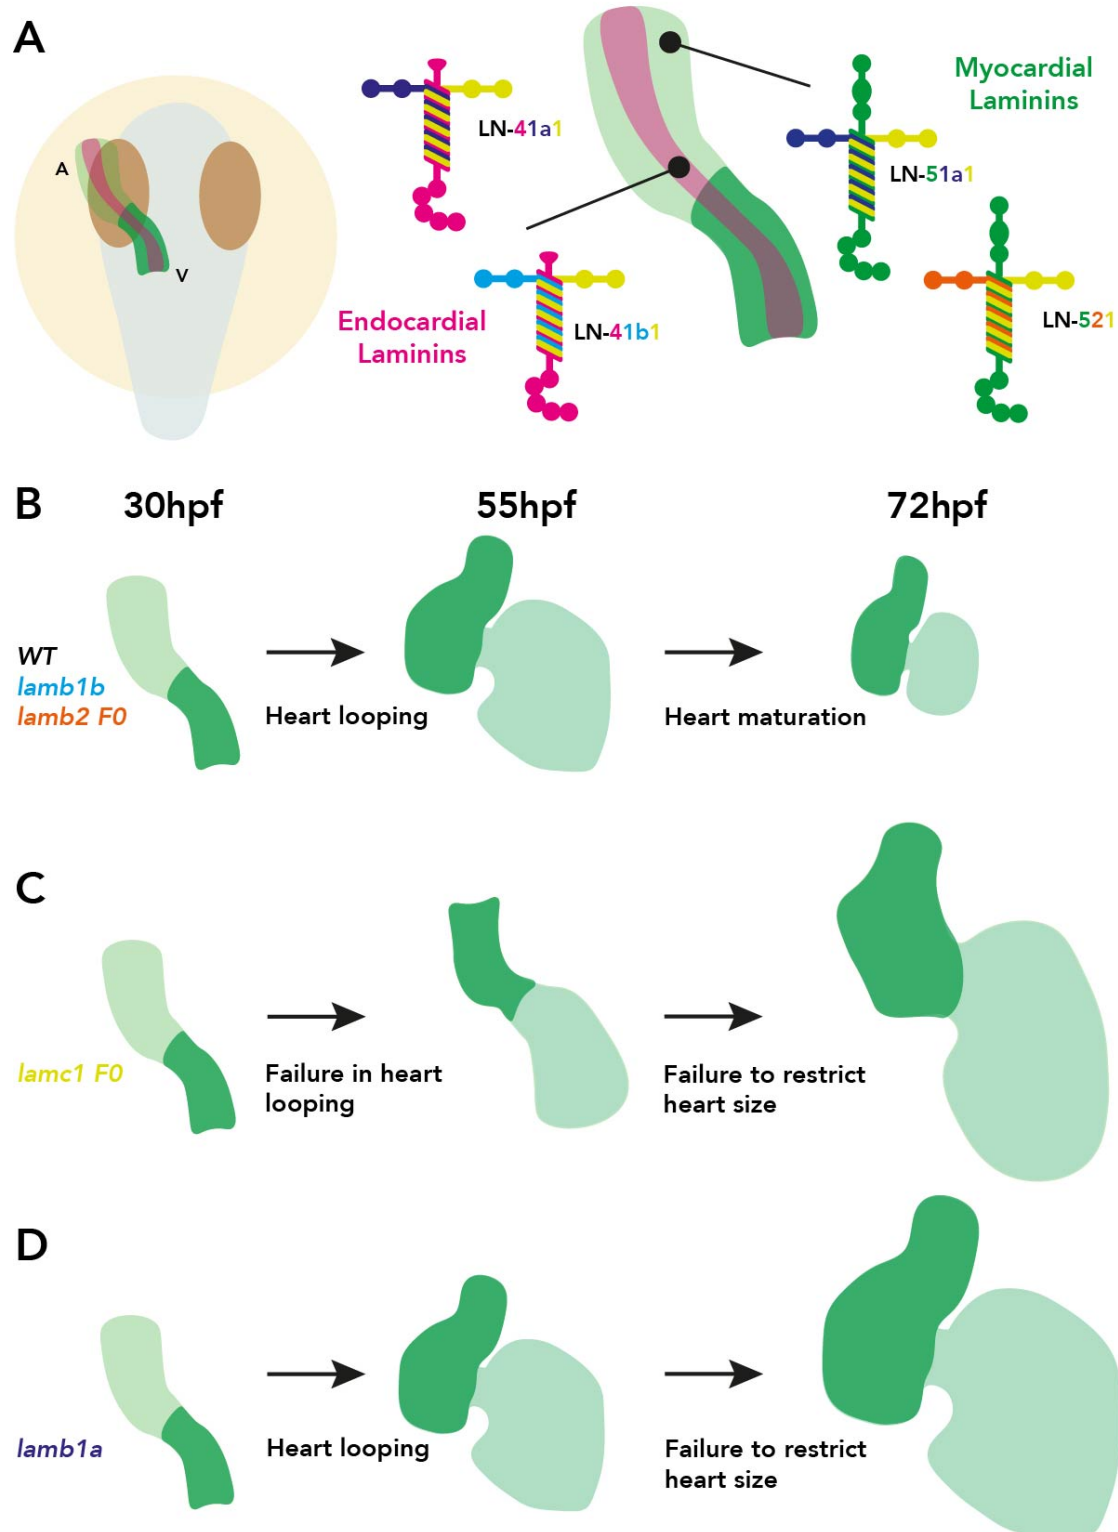 A
A
V
LN-41a1
Endocardial
Laminins
LN-41b1
Myocardial
Laminins
LN-51a1
LN-521
B
30hpf
55hpf
72hpf
WT
lamb1b
lamb2 F0
Heart looping
Heart maturation
C
lamc1 F0
Failure in heart
looping
Failure to restrict
heart size
D
lamb1a
Heart looping
Failure to restrict
heart size